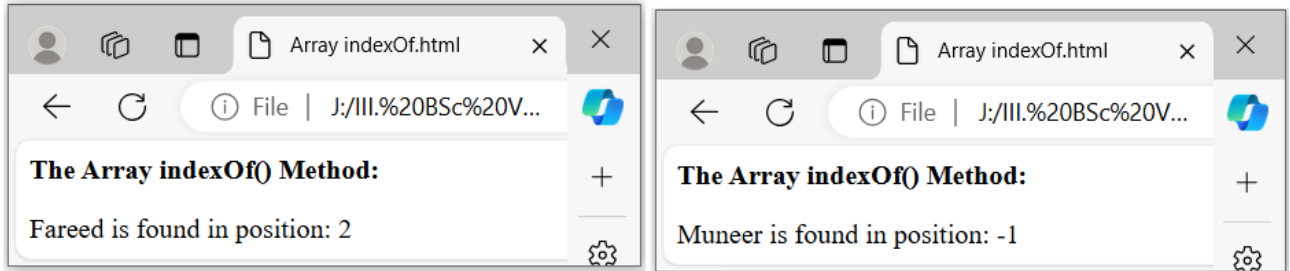 Array indexOf.html
File | J:/III.%20BSc%20V...
The Array indexOf() Method:
Fareed is found in position: 2
Array indexOf.html
File | J:/III.%20BSc%20V...
The Array indexOf() Method:
Muneer is found in position: -1